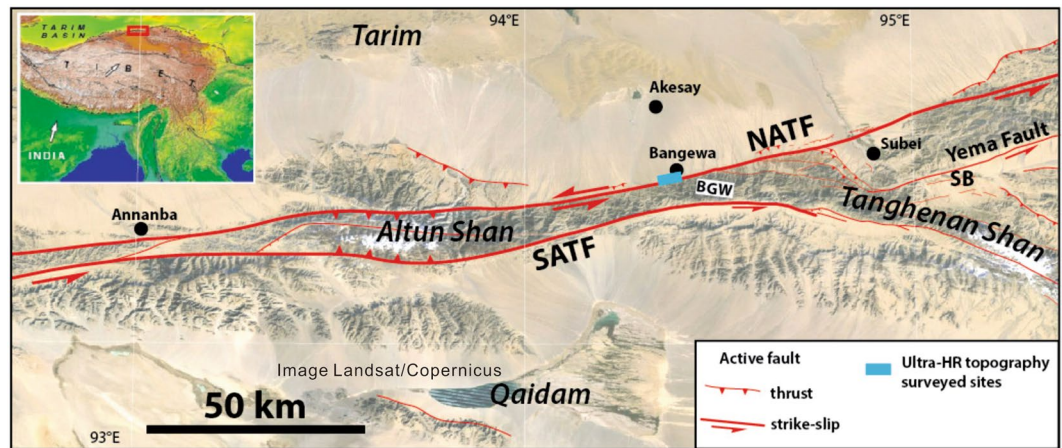 94°E
95°E
TARIM
BASIN
T I B E T
INDIA
Tarim
Akesay
NATF
Subei
Yema Fault
Bangewa
BGW
SB
Annanba
Altun Shan
Tanghenan Shan
SATF
Image Landsat/Copernicus
Qaidam
50 km
93°E
Active fault
thrust
strike-slip
Ultra-HR topography
surveyed sites